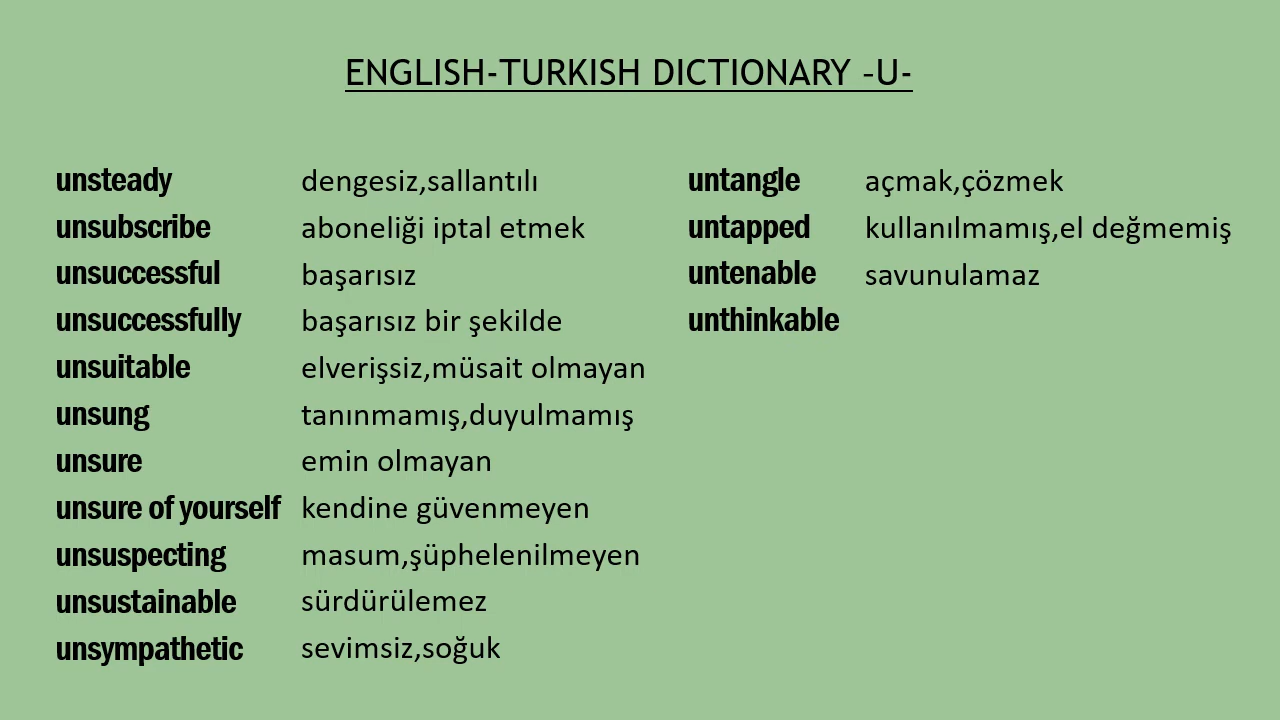 ENGLISH-TURKISH DICTIONARY –U-
unsteady dengesiz,sallantılı
unsubscribe aboneliği iptal etmek
unsuccessful başarısız
unsuccessfully başarısız bir şekilde
unsuitable elverişsiz,müsait olmayan
unsung tanınmamış,duyulmamış
unsure emin olmayan
unsure of yourself kendine güvenmeyen
unsuspecting masum,şüphelenilmeyen
unsustainable sürdürülemez
unsympathetic sevimsiz,soğuk
untangle açmak,çözmek
untapped kullanılmamış,el değmemiş
untenable savunulamaz
unthinkable